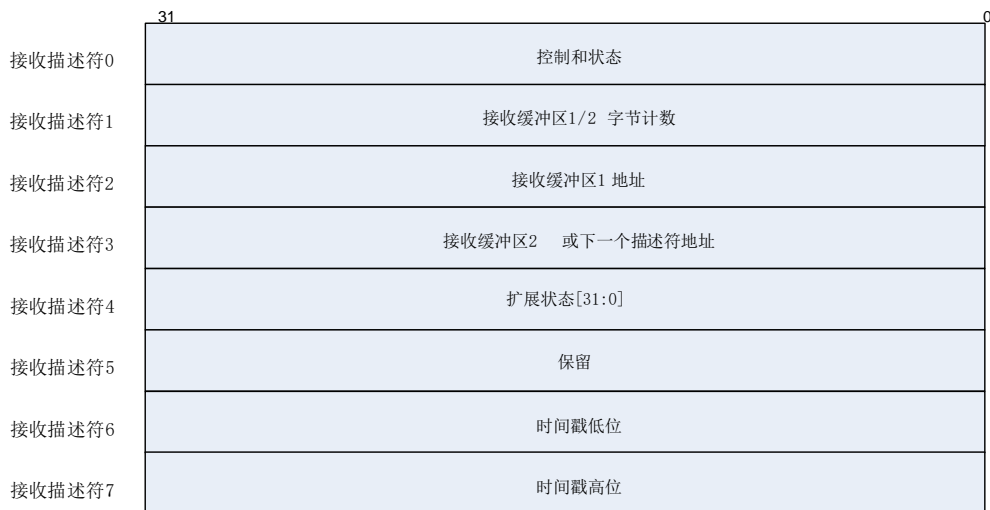 31 0
接收描述符0 控制和状态
接收描述符1 接收缓冲区1/2 字节计数
接收描述符2 接收缓冲区1 地址
接收描述符3 接收缓冲区2 或下一个描述符地址
接收描述符4 扩展状态[31:0]
接收描述符5 保留
接收描述符6 时间戳低位
接收描述符7 时间戳高位